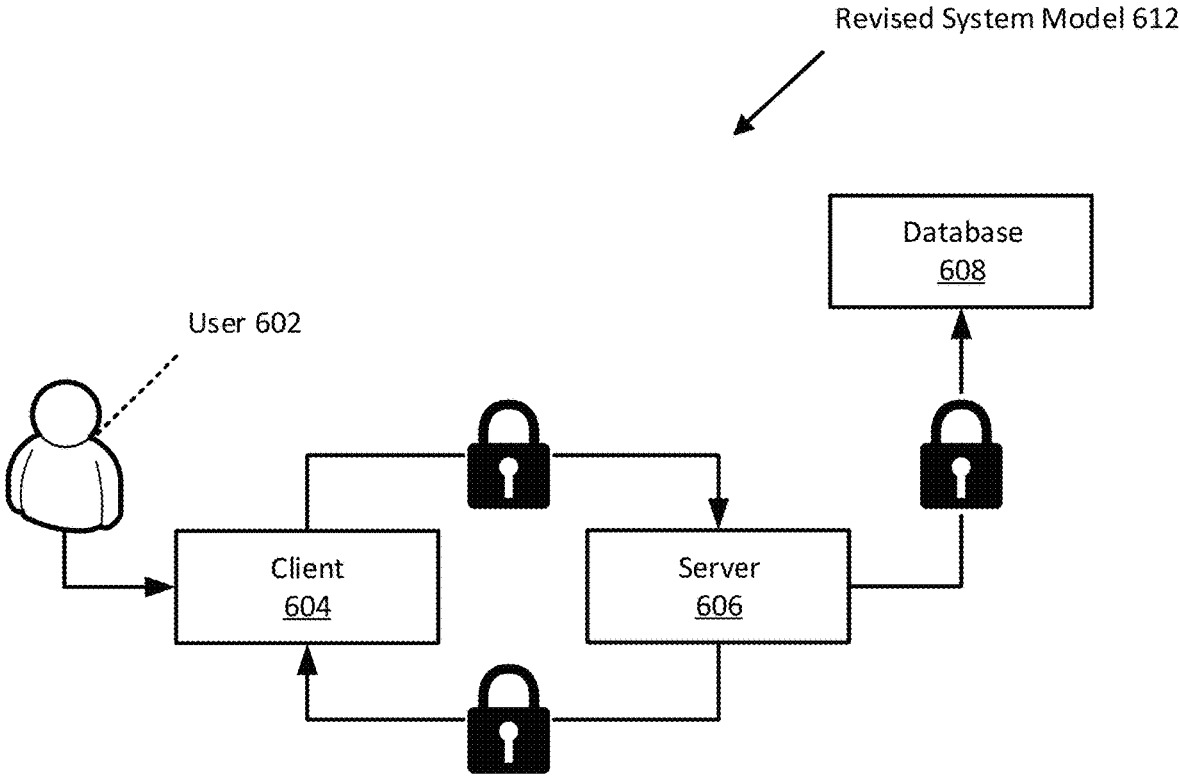 Revised System Model 612
Database
608
User 602
Client
604
Server
606